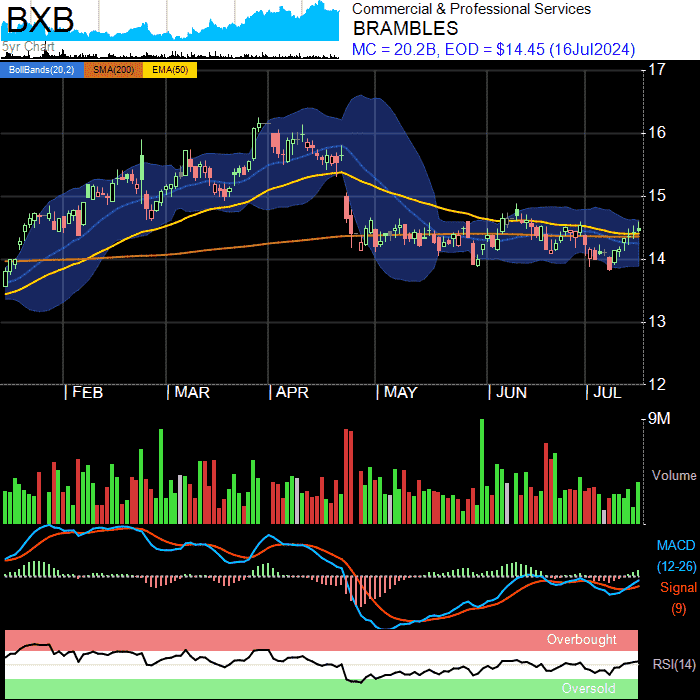 BXB
5yr Chart
Commercial & Professional Services
BRAMBLES
MC = 20.2B, EOD = $14.45 (16Jul2024)
BollBands(20,2) SMA(200) EMA(50)
17
16
15
14
13
12
FEB MAR APR MAY JUN JUL
9M
Volume
MACD
(12-26)
Signal
(9)
Overbought
RSI(14)
Oversold